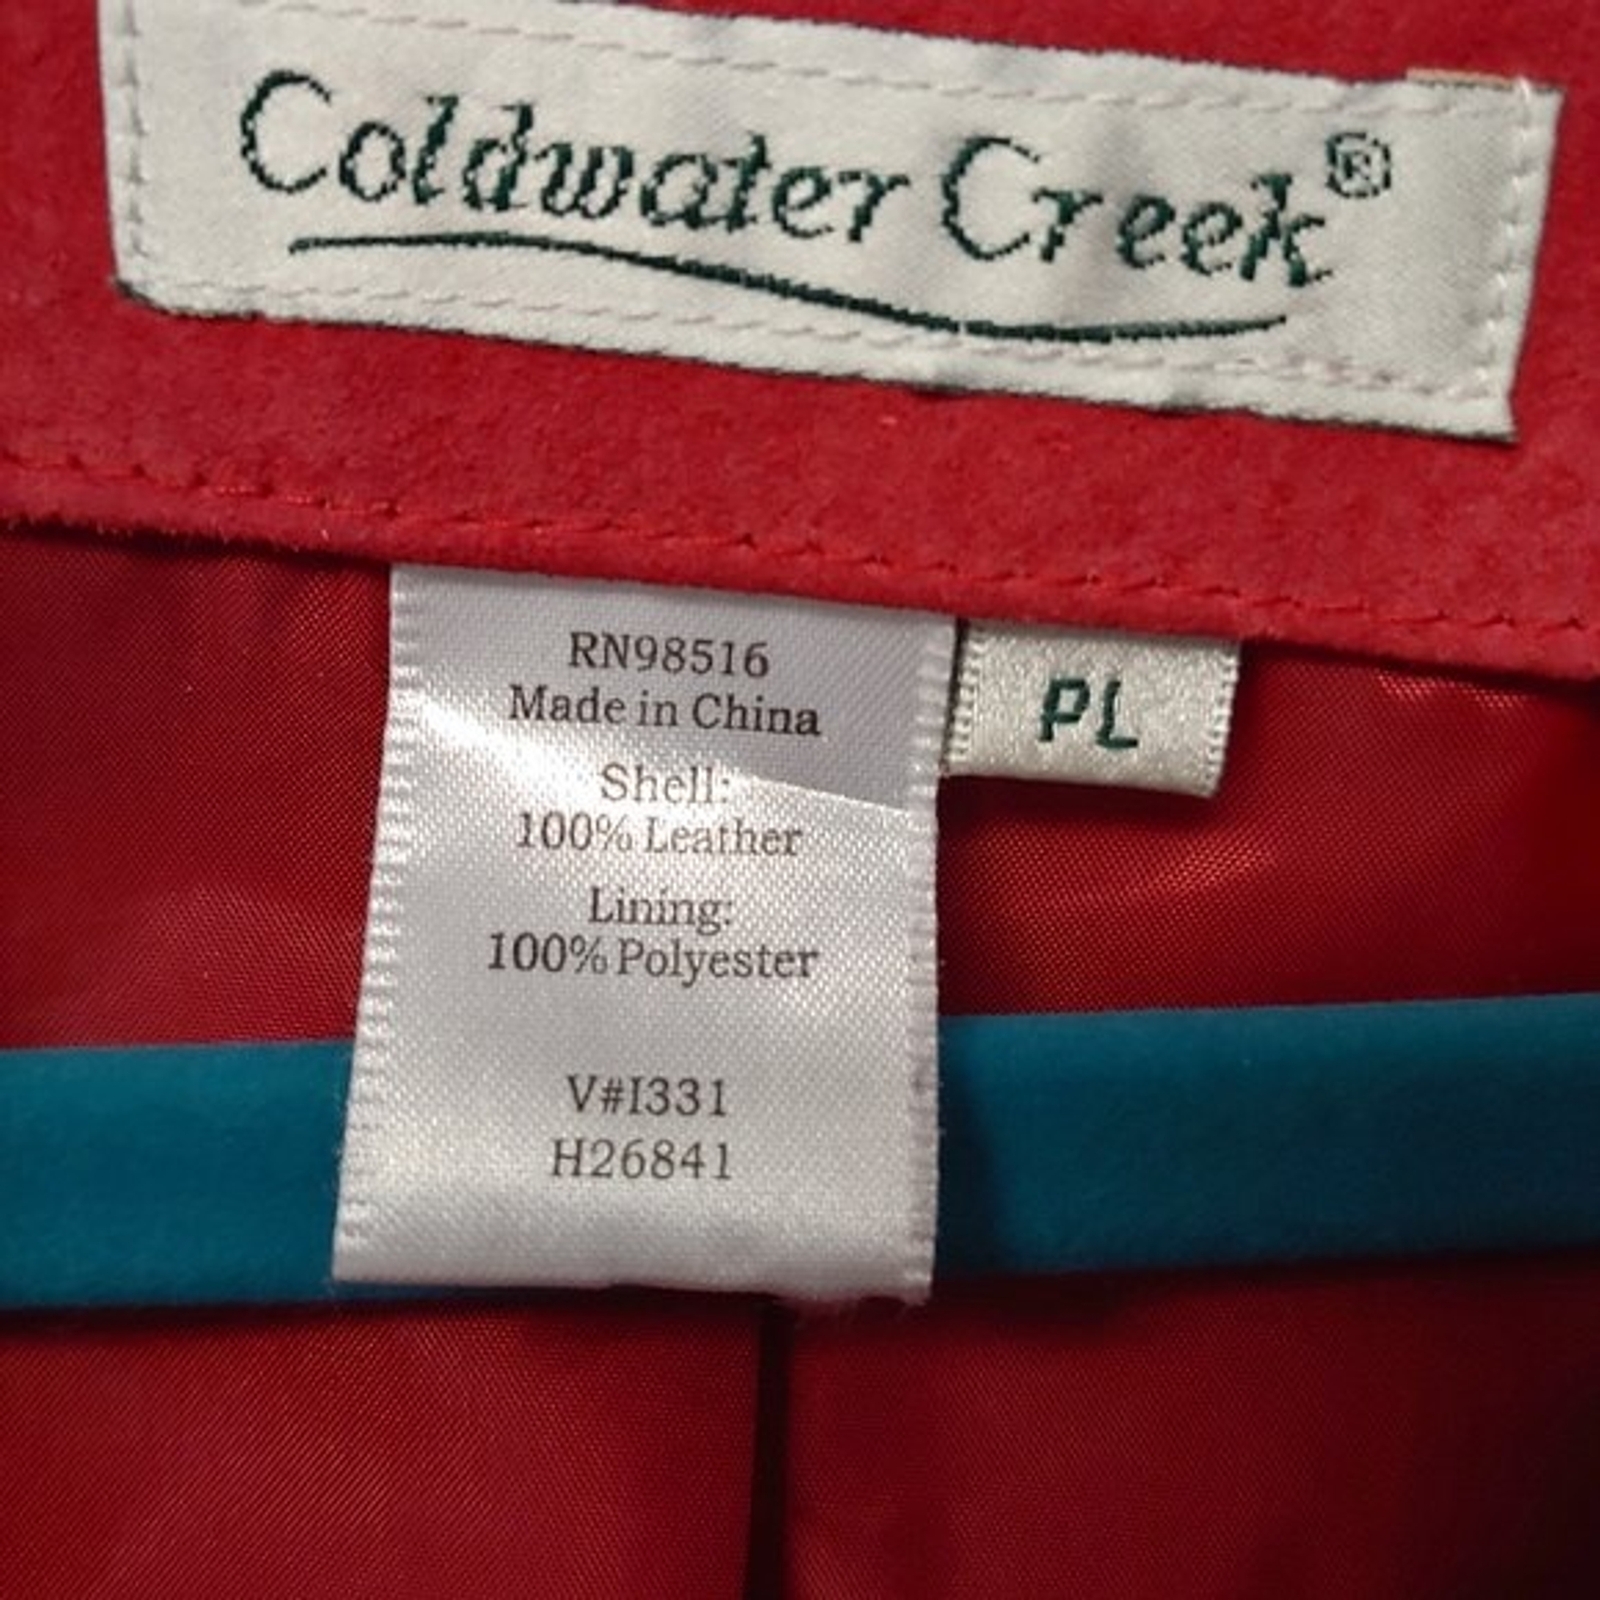 Coldwater Creek®
RN98516
Made in China
PL
Shell:
100% Leather
Lining:
100% Polyester
V#I331
H26841